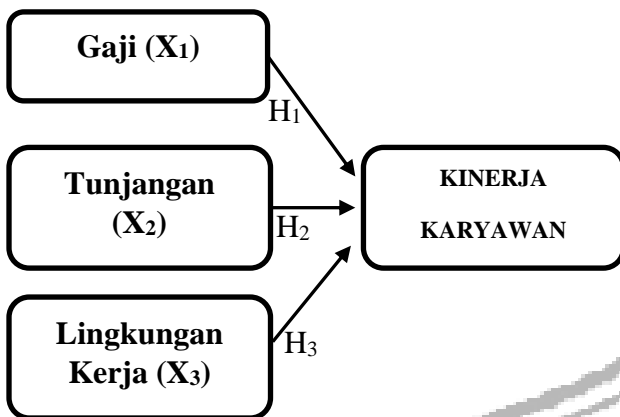 Gaji (X₁)
H₁
Tunjangan
(X₂)
H₂
KINERJA
KARYAWAN
Lingkungan
Kerja (X₃)
H₃